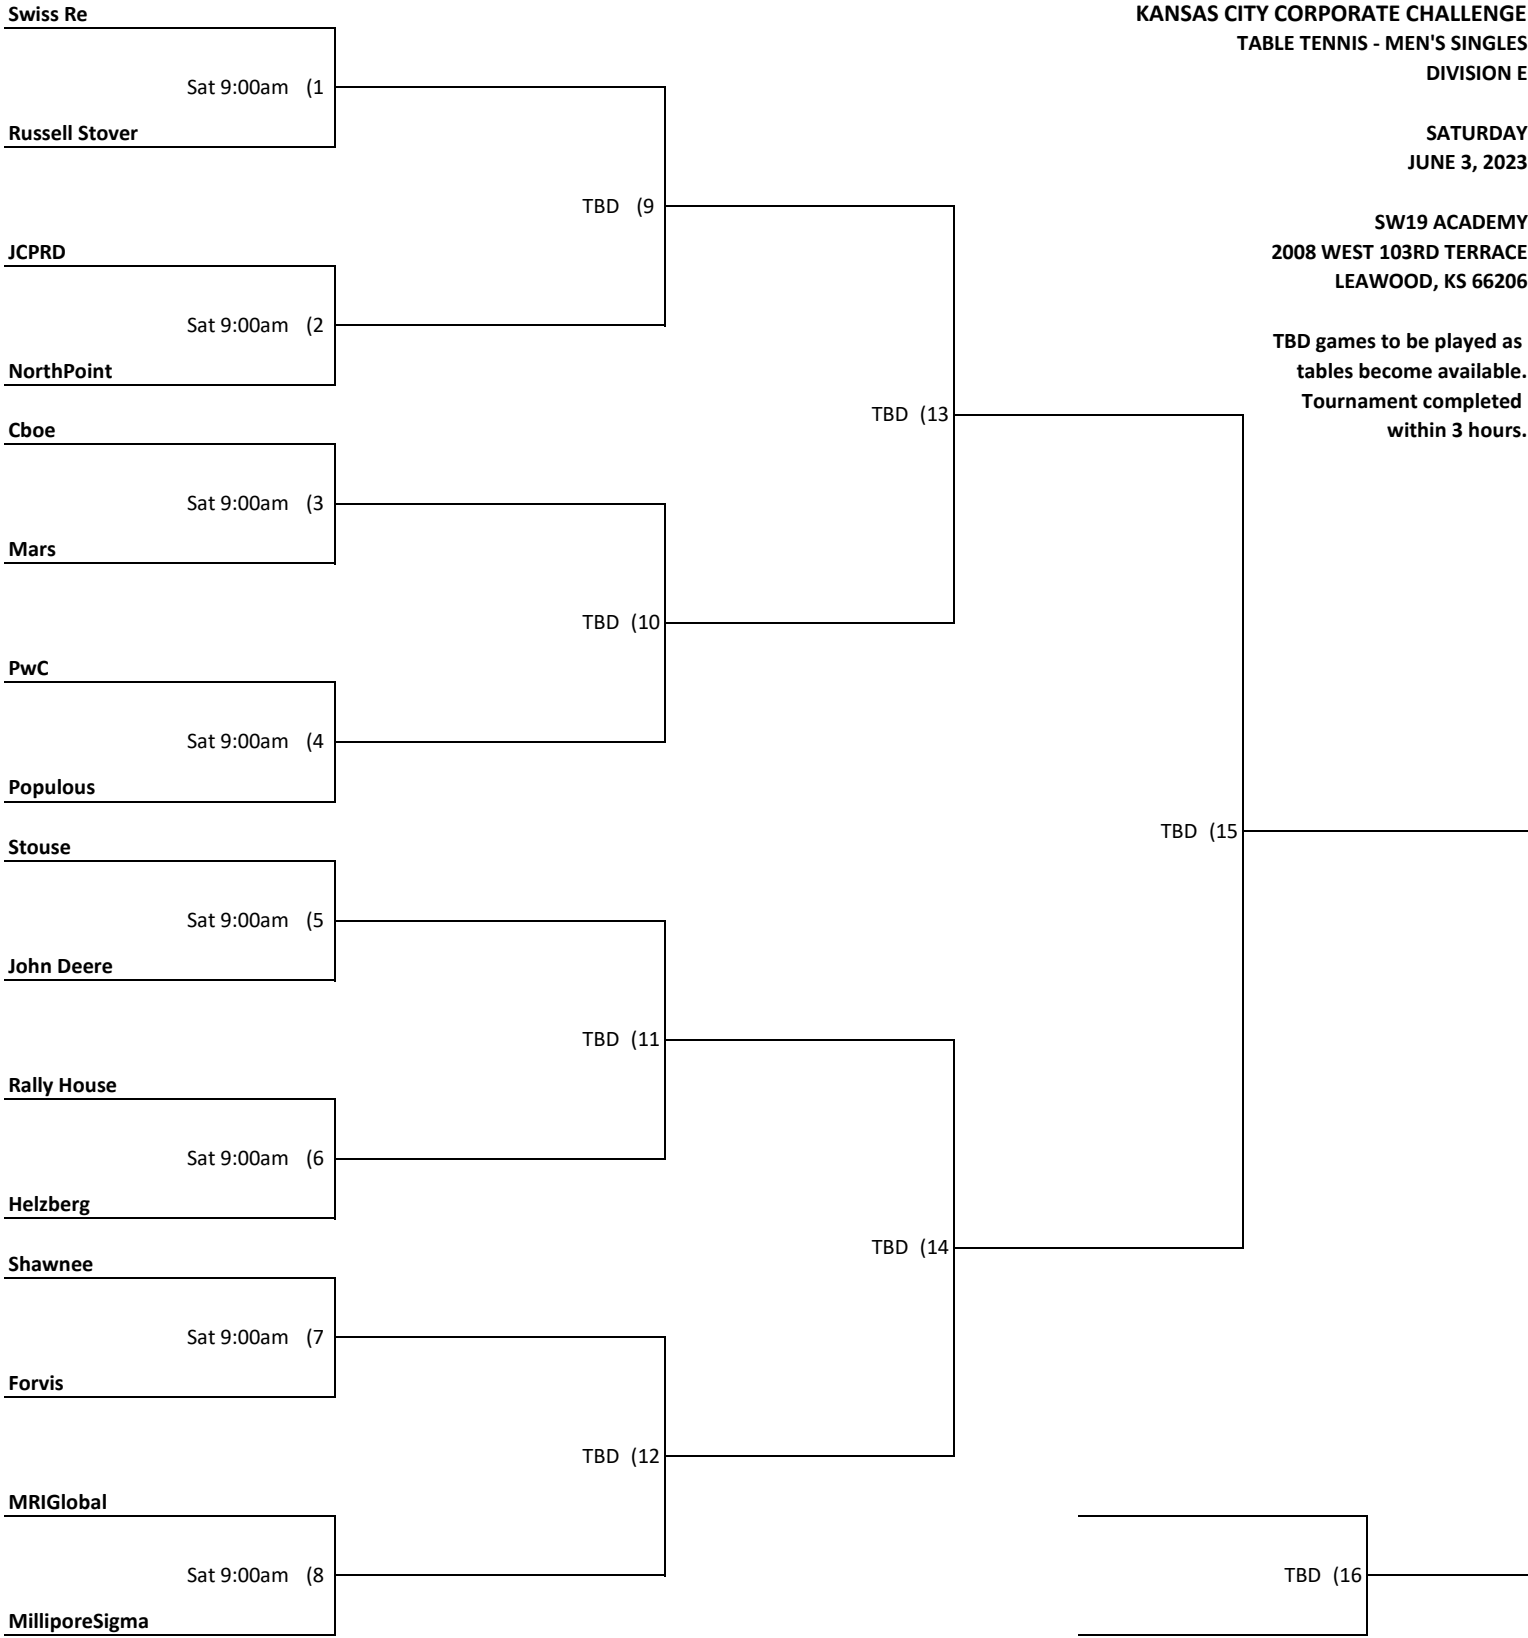 Swiss Re
KANSAS CITY CORPORATE CHALLENGE
TABLE TENNIS - MEN'S SINGLES
DIVISION E
Sat 9:00am (1
Russell Stover
SATURDAY
JUNE 3, 2023
TBD (9
SW19 ACADEMY
JCPRD
2008 WEST 103RD TERRACE
LEAWOOD, KS 66206
Sat 9:00am (2
TBD games to be played as
NorthPoint
tables become available.
Tournament completed
TBD (13
Cboe
within 3 hours.
Sat 9:00am (3
Mars
TBD (10
PwC
Sat 9:00am (4
Populous
TBD (15
Stouse
Sat 9:00am (5
John Deere
TBD (11
Rally House
Sat 9:00am (6
Helzberg
TBD (14
Shawnee
Sat 9:00am (7
Forvis
TBD (12
MRIGlobal
Sat 9:00am (8
TBD (16
MilliporeSigma